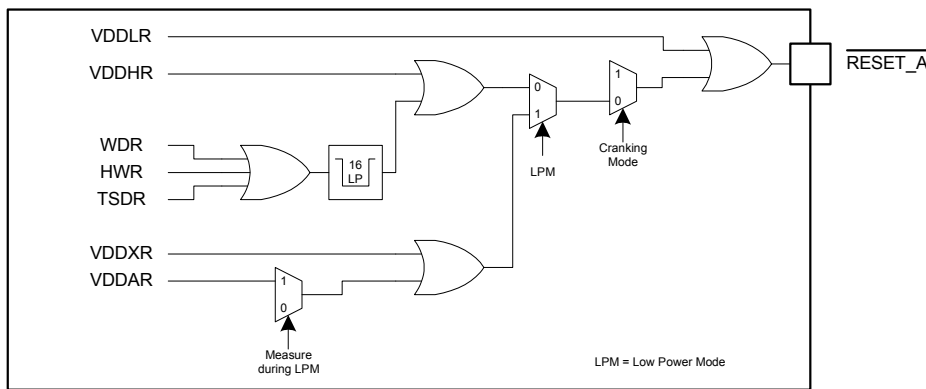 VDDLR
VDDHR
WDR
HWR
TSDR
16
LP
VDDXR
VDDAR
1
0
Measure
during LPM
0
1
LPM
1
0
Cranking
Mode
RESET_A
LPM = Low Power Mode